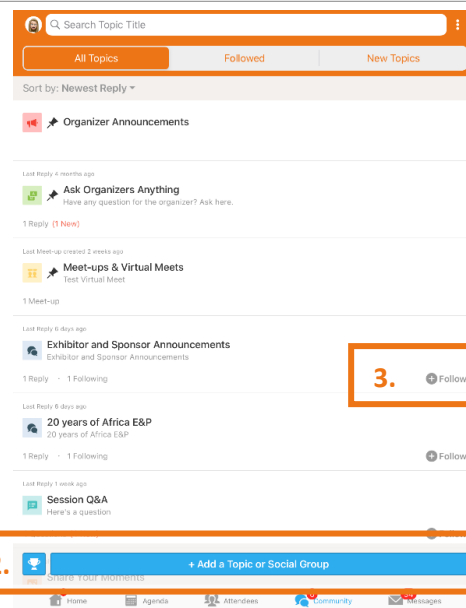 Search Topic Title
All Topics
Followed
New Topics
Sort by: Newest Reply
Organizer Announcements
Last Reply 4 months ago
Ask Organizers Anything
Have any question for the organizer? Ask here.
1 Reply (1 New)
Last Meet-up created 2 weeks ago
Meet-ups & Virtual Meets
Test Virtual Meet
1 Meet-up
Last Reply 6 days ago
Exhibitor and Sponsor Announcements
Exhibitor and Sponsor Announcements
1 Reply · 1 Following
3.
Follow
Last Reply 6 days ago
20 years of Africa E&P
20 years of Africa E&P
1 Reply · 1 Following
Follow
Last Reply 1 week ago
Session Q&A
Here's a question
+ Add a Topic or Social Group
Share Your Moments
Home
Agenda
Attendees
Community
Messages